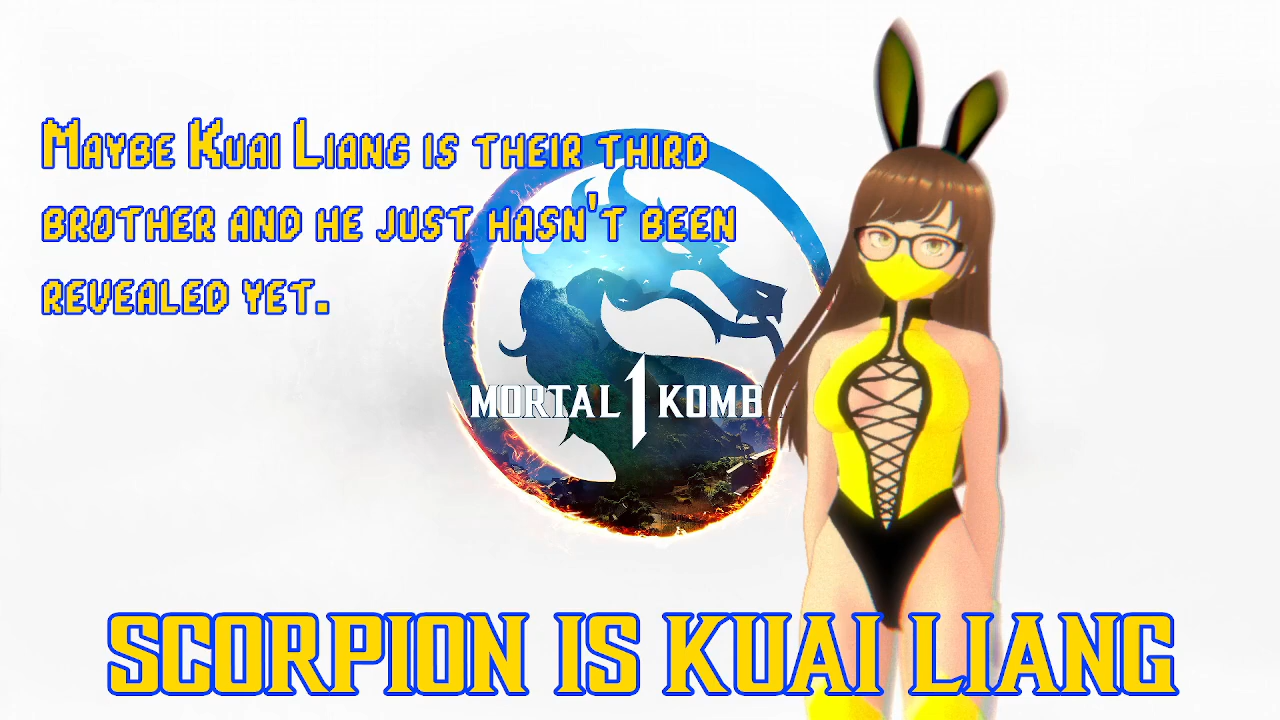 Maybe Kuai Liang is their third
brother and he just hasn't been
revealed yet.
MORTAL 1 KOMB
SCORPION IS KUAI LIANG